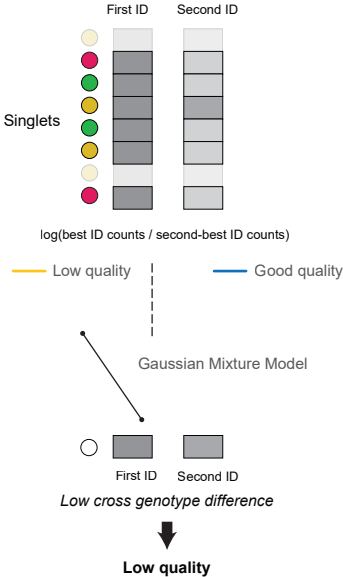 First ID Second ID
Singlets
log(best ID counts / second-best ID counts)
Low quality Good quality
Gaussian Mixture Model
First ID Second ID
Low cross genotype difference
Low quality